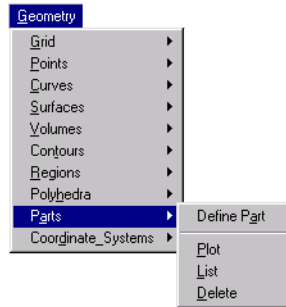 Geometry
Grid
Points
Curves
Surfaces
Volumes
Contours
Regions
Polyhedra
Parts
Coordinate_Systems
Define Part
Plot
List
Delete